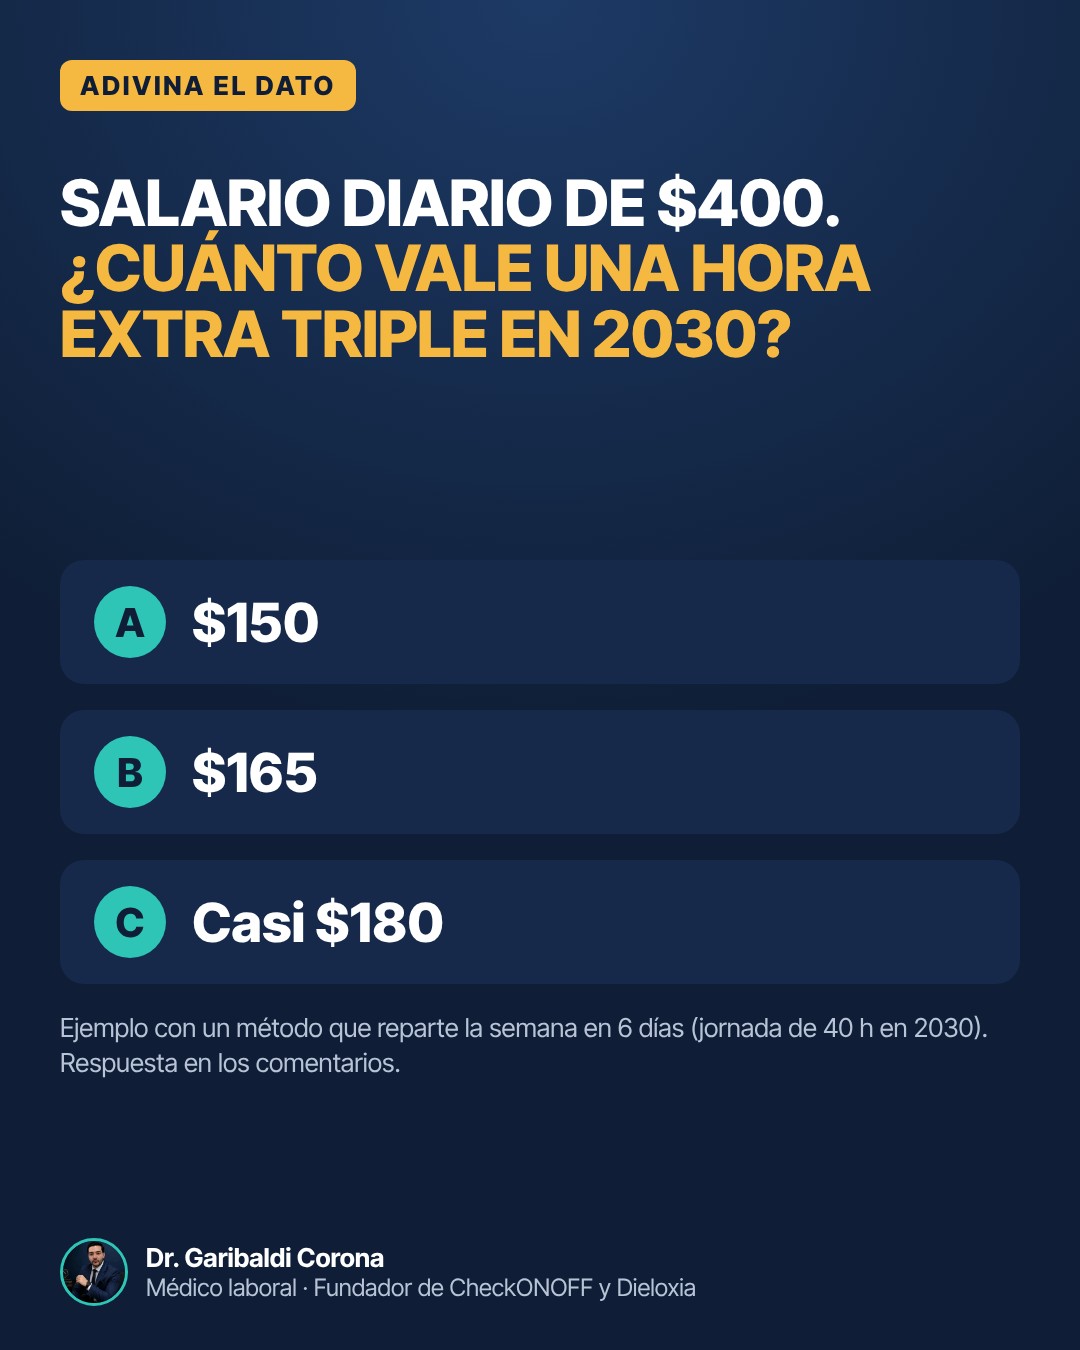 ADIVINA EL DATO
SALARIO DIARIO DE $400.
¿CUÁNTO VALE UNA HORA
EXTRA TRIPLE EN 2030?
A $150
B $165
C Casi $180
Ejemplo con un método que reparte la semana en 6 días (jornada de 40 h en 2030).
Respuesta en los comentarios.
Dr. Garibaldi Corona
Médico laboral · Fundador de CheckONOFF y Dieloxia